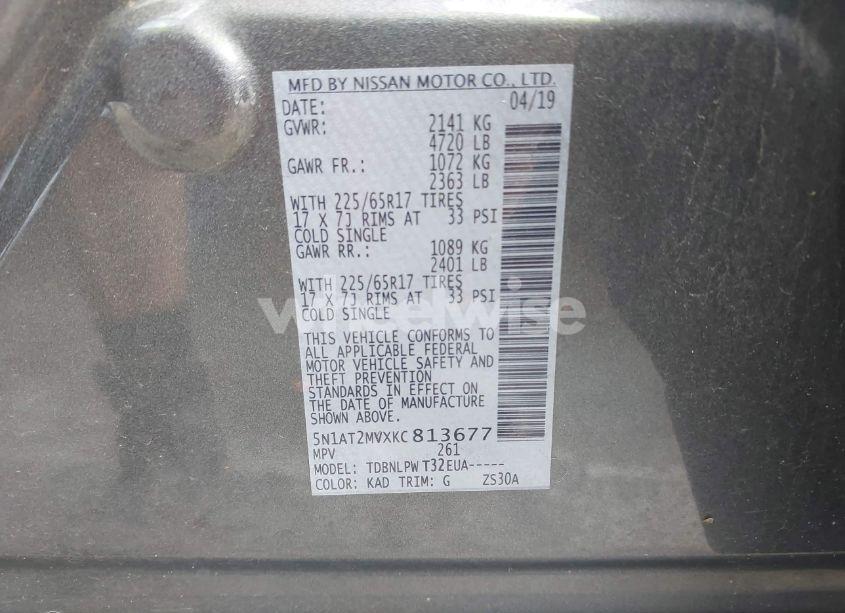 MFD BY NISSAN MOTOR CO., LTD.
DATE: 04/19
GVWR: 2141 KG
4720 LB
GAWR FR.: 1072 KG
2363 LB
WITH 225/65R17 TIRES
17 X 7J RIMS AT 33 PSI
COLD SINGLE
GAWR RR.: 1089 KG
2401 LB
WITH 225/65R17 TIRES
17 X 7J RIMS AT 33 PSI
COLD SINGLE
wheelwise
THIS VEHICLE CONFORMS TO
ALL APPLICABLE FEDERAL
MOTOR VEHICLE SAFETY AND
THEFT PREVENTION
STANDARDS IN EFFECT ON
THE DATE OF MANUFACTURE
SHOWN ABOVE.
5N1AT2MVXKC813677
MPV 261
MODEL: TDBNLPW T32EUA-----
COLOR: KAD TRIM: G ZS30A